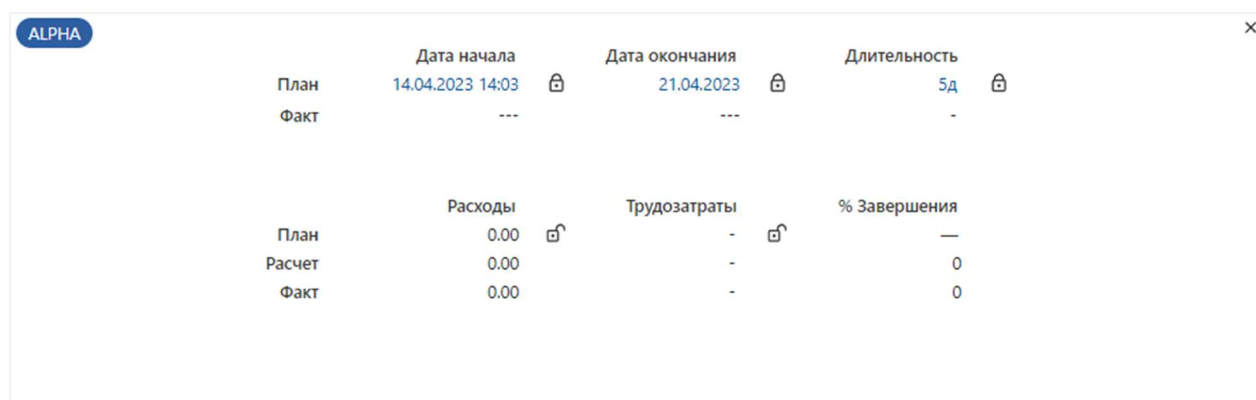 ALPHA
Дата начала Дата окончания Длительность
План 14.04.2023 14:03 21.04.2023 5д
Факт --- --- -
Расходы Трудозатраты % Завершения
План 0.00 - —
Расчет 0.00 - 0
Факт 0.00 - 0